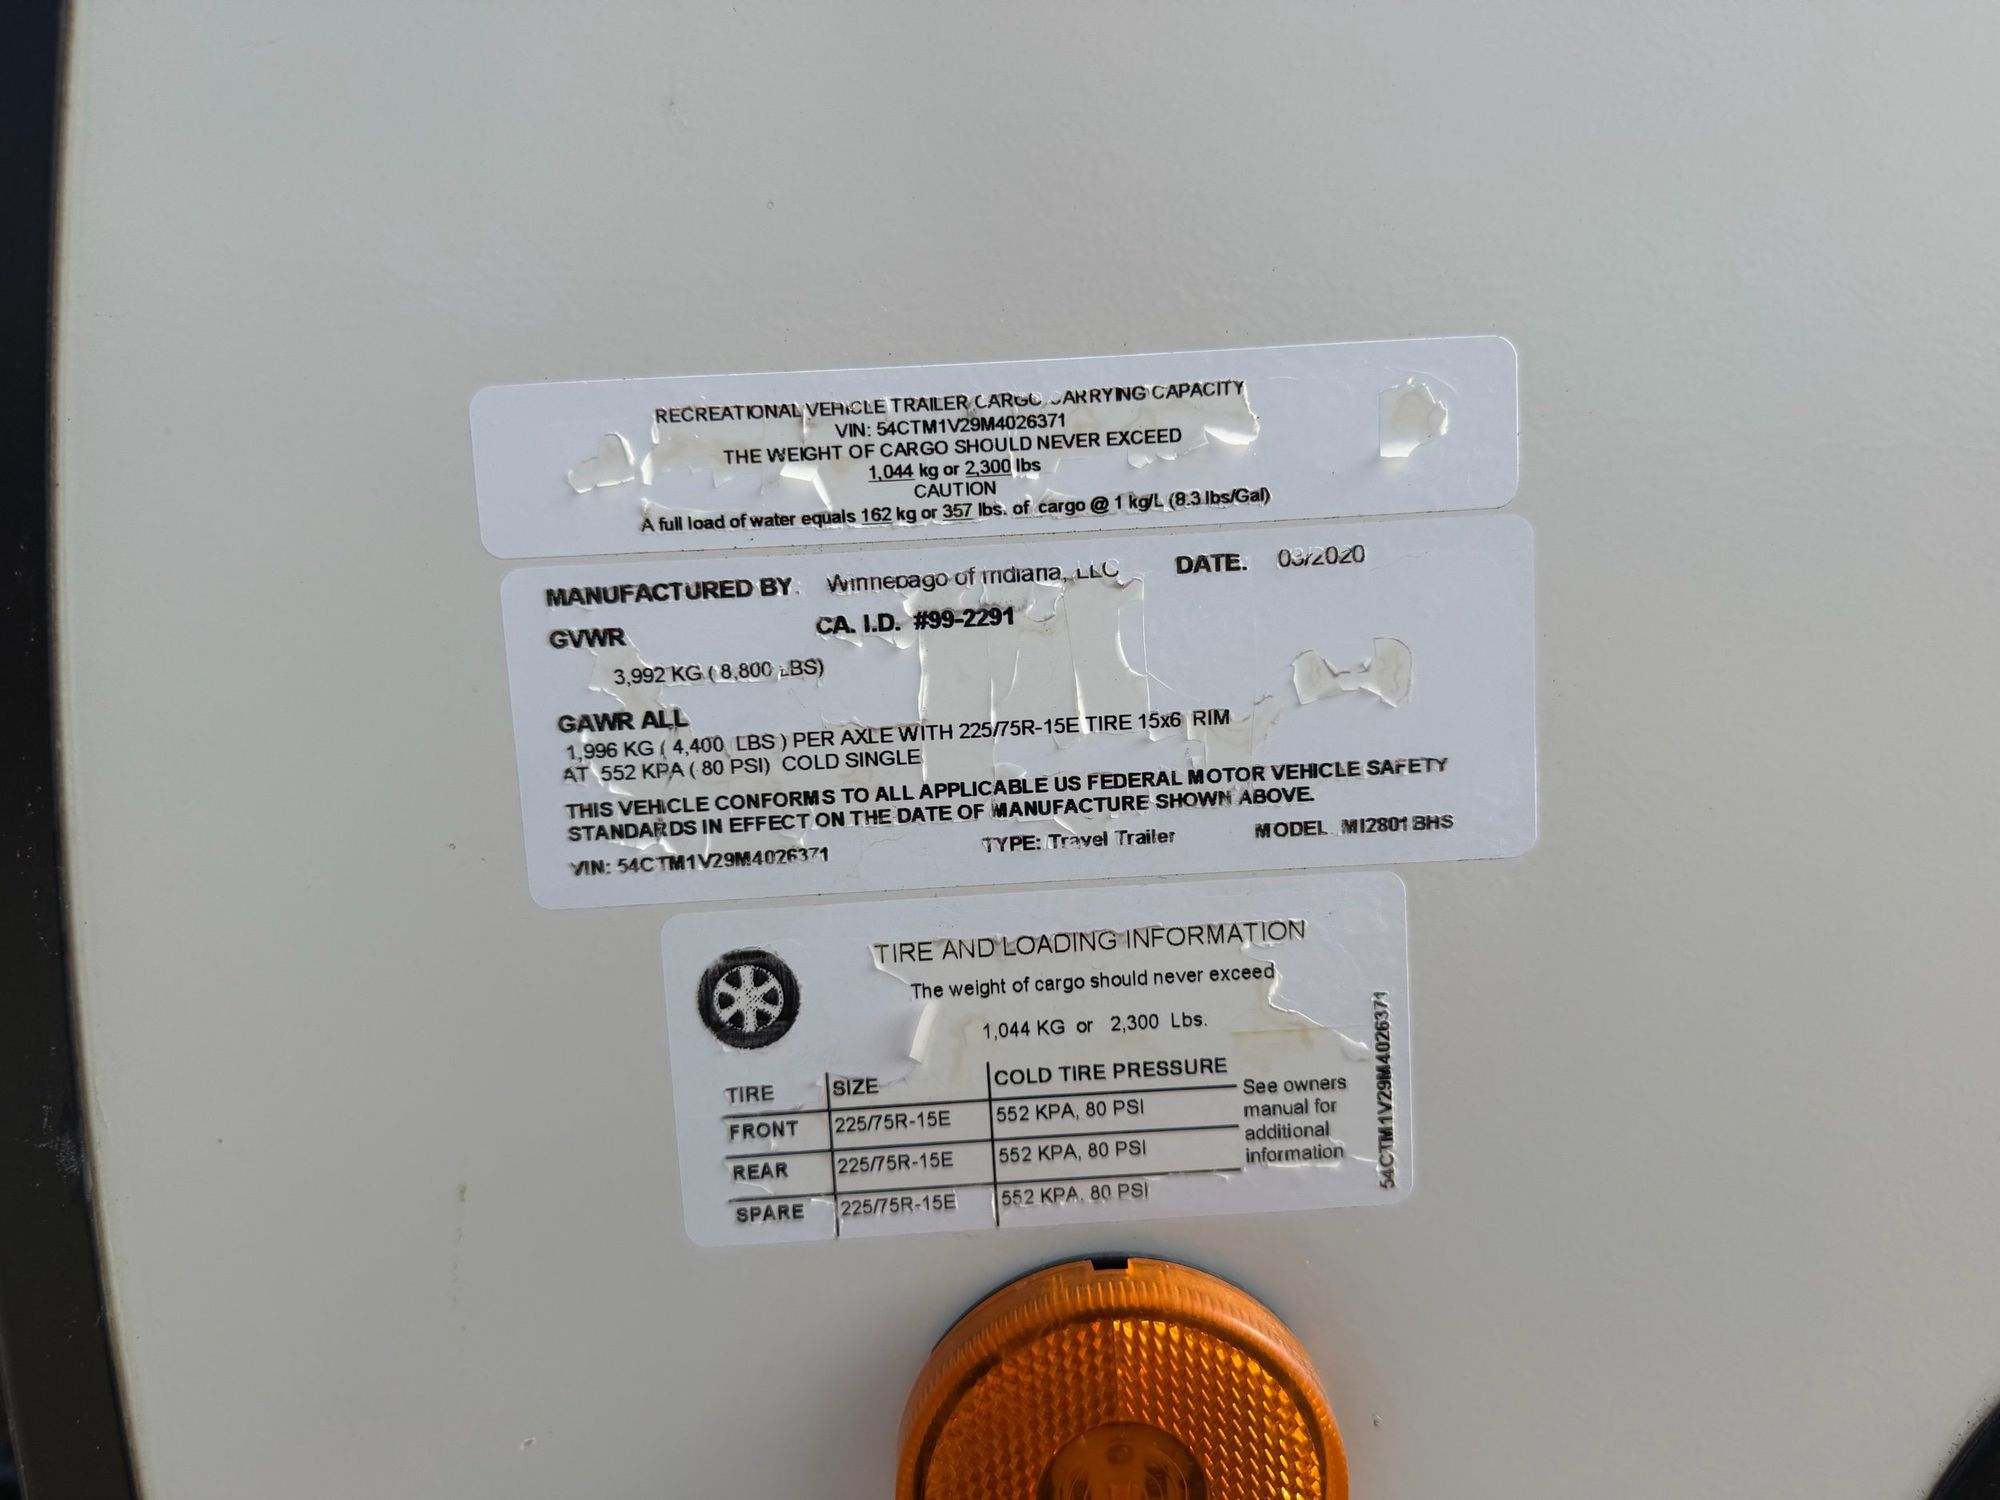 RECREATIONAL VEHICLE TRAILER CARGO CARRYING CAPACITY
VIN: 54CTM1V29M4026371
THE WEIGHT OF CARGO SHOULD NEVER EXCEED
1,044 kg or 2,300 lbs
CAUTION
A full load of water equals 162 kg or 357 lbs. of cargo @ 1 kg/L (8.3 lbs/Gal)
MANUFACTURED BY: Winnebago of Indiana, LLC DATE:
CA. I.D. #99-2291
GVWR
3,992 KG ( 8,800 LBS)
GAWR ALL
1,996 KG ( 4,400 LBS ) PER AXLE WITH 225/75R-15E TIRE 15x6 RIM
AT 552 KPA ( 80 PSI) COLD SINGLE
THIS VEHICLE CONFORMS TO ALL APPLICABLE US FEDERAL MOTOR VEHICLE SAFETY
STANDARDS IN EFFECT ON THE DATE OF MANUFACTURE SHOWN ABOVE.
VIN: 54CTM1V29M4026371 TYPE: Travel Trailer MODEL MI2801BHS
TIRE AND LOADING INFORMATION
The weight of cargo should never exceed
1,044 KG or 2,300 Lbs.
TIRE SIZE COLD TIRE PRESSURE
FRONT 225/75R-15E 552 KPA, 80 PSI
REAR 225/75R-15E 552 KPA, 80 PSI
SPARE 225/75R-15E 552 KPA, 80 PSI
See owners
manual for
additional
information
54CTM1V29M4026371